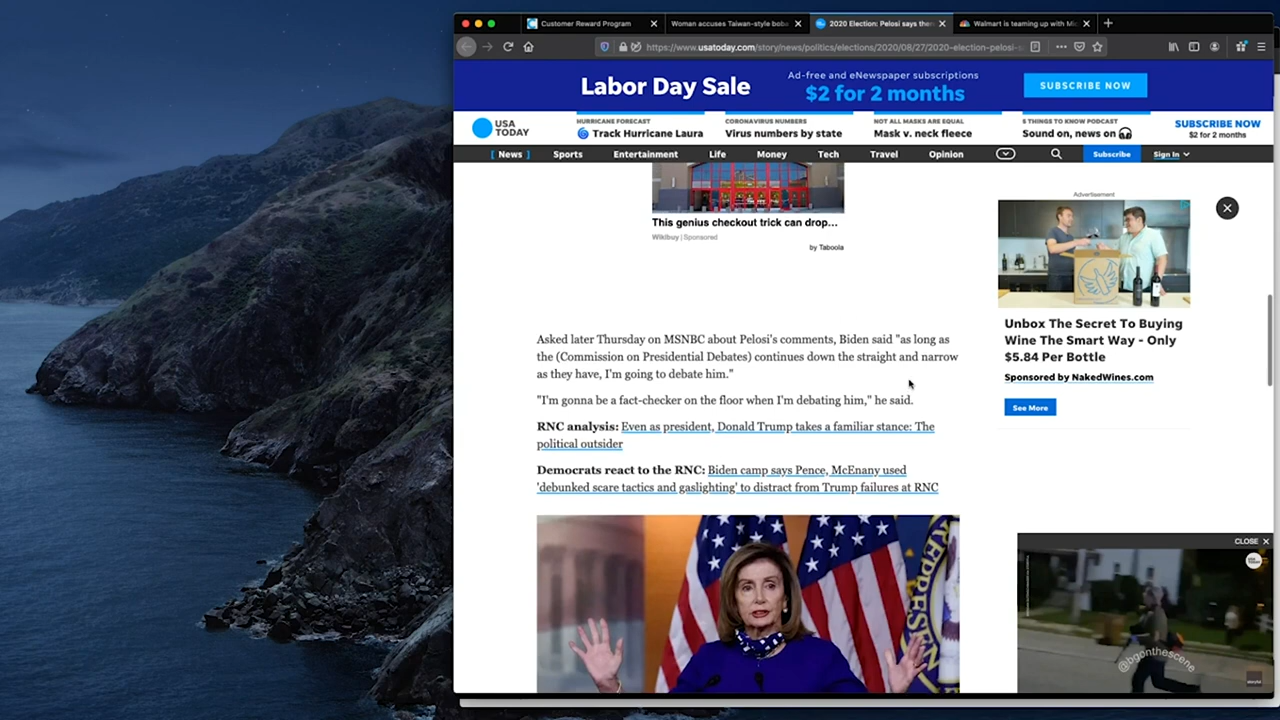 Customer Reward Program
Woman accuses Taiwan-style bob
2020 Election: Pelosi says the
Walmart is teaming up with Mi
https://www.usatoday.com/story/news/politics/elections/2020/08/27/2020-election-pelosi-s
Labor Day Sale
Ad-free and eNewspaper subscriptions
$2 for 2 months
SUBSCRIBE NOW
USA TODAY
HURRICANE FORECAST
Track Hurricane Laura
CORONAVIRUS NUMBERS
Virus numbers by state
NOT ALL MASKS ARE EQUAL
Mask v. neck fleece
5 THINGS TO KNOW PODCAST
Sound on, news on
SUBSCRIBE NOW
$2 for 2 months
[ News ] Sports Entertainment Life Money Tech Travel Opinion Subscribe Sign In
This genius checkout trick can drop...
Wikibuy | Sponsored
by Taboola
Asked later Thursday on MSNBC about Pelosi's comments, Biden said "as long as
the (Commission on Presidential Debates) continues down the straight and narrow
as they have, I'm going to debate him."
"I'm gonna be a fact-checker on the floor when I'm debating him," he said.
RNC analysis: Even as president, Donald Trump takes a familiar stance: The
political outsider
Democrats react to the RNC: Biden camp says Pence, McEnany used
'debunked scare tactics and gaslighting' to distract from Trump failures at RNC
Advertisement
Unbox The Secret To Buying
Wine The Smart Way - Only
$5.84 Per Bottle
Sponsored by NakedWines.com
See More
CLOSE
@bgonthescene